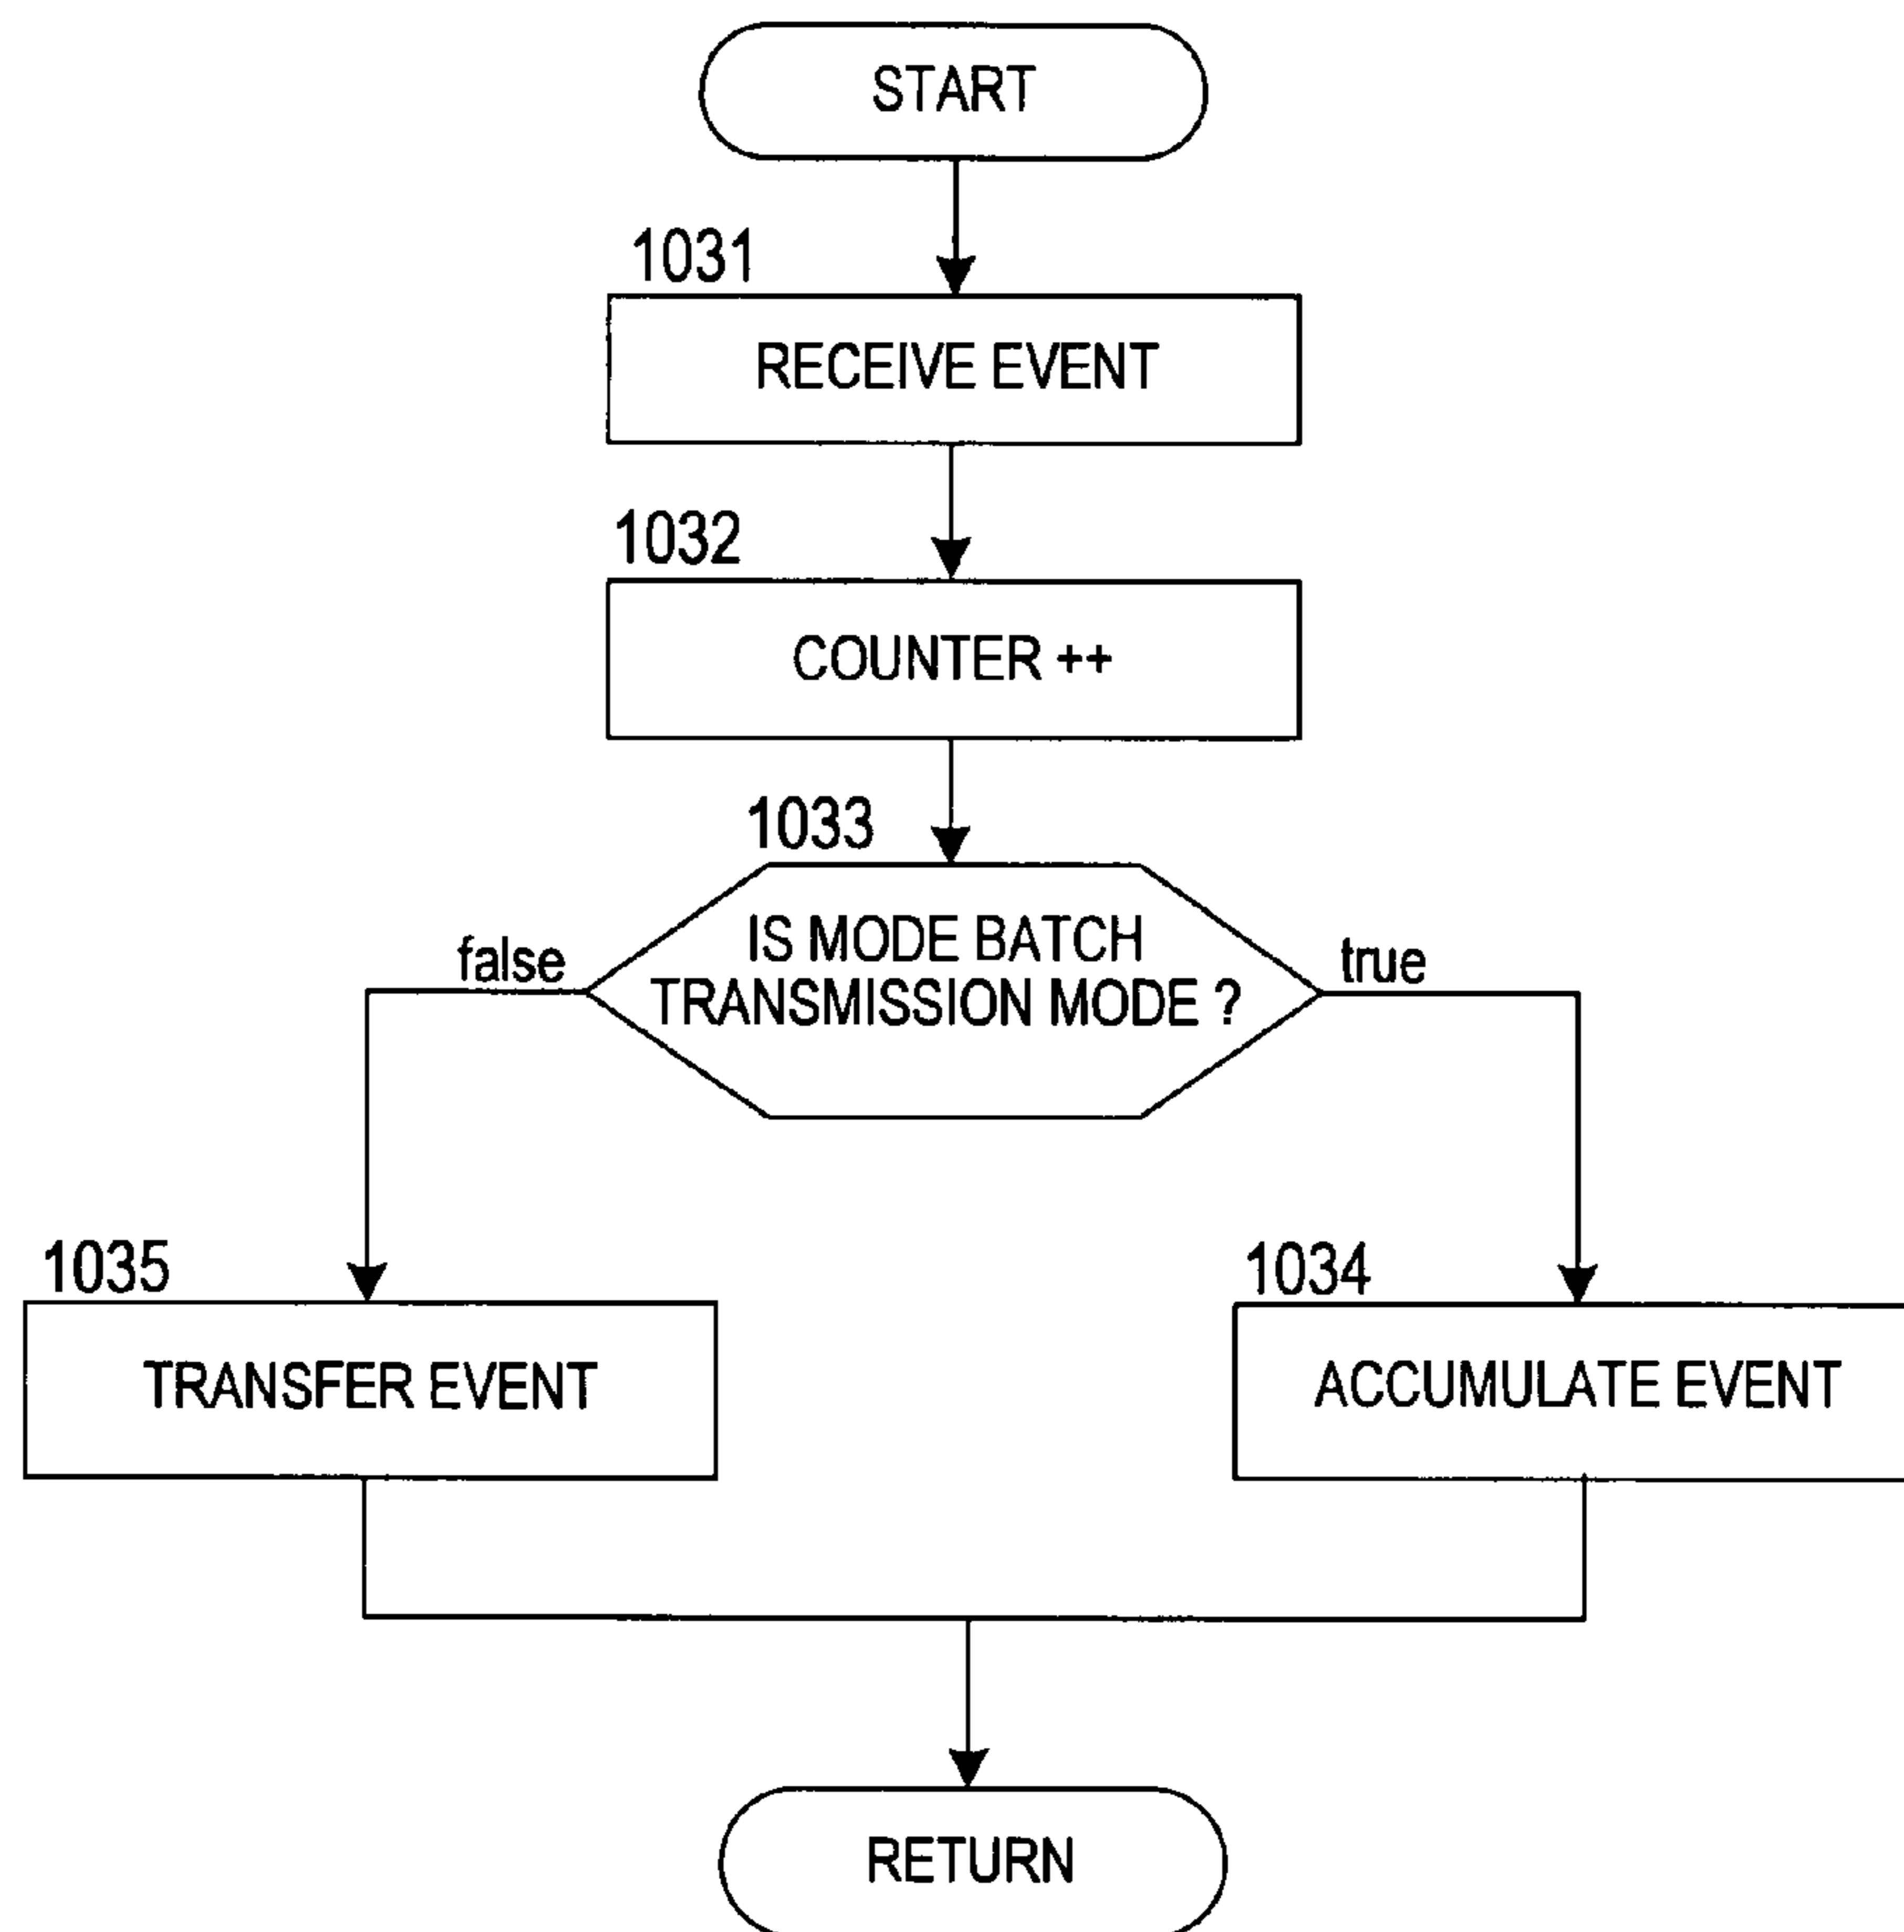 START
1031
RECEIVE EVENT
1032
COUNTER ++
1033
IS MODE BATCH
TRANSMISSION MODE ?
false
true
1035
TRANSFER EVENT
1034
ACCUMULATE EVENT
RETURN